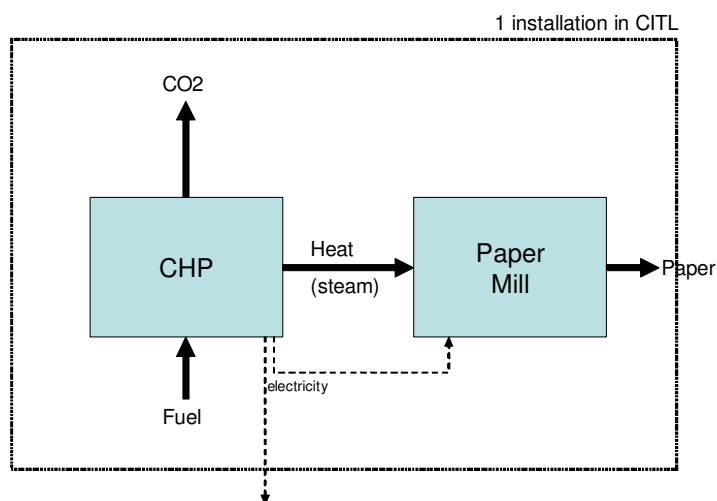 1 installation in CITL
CO2
CHP
Heat
(steam)
Paper
Mill
Paper
electricity
Fuel